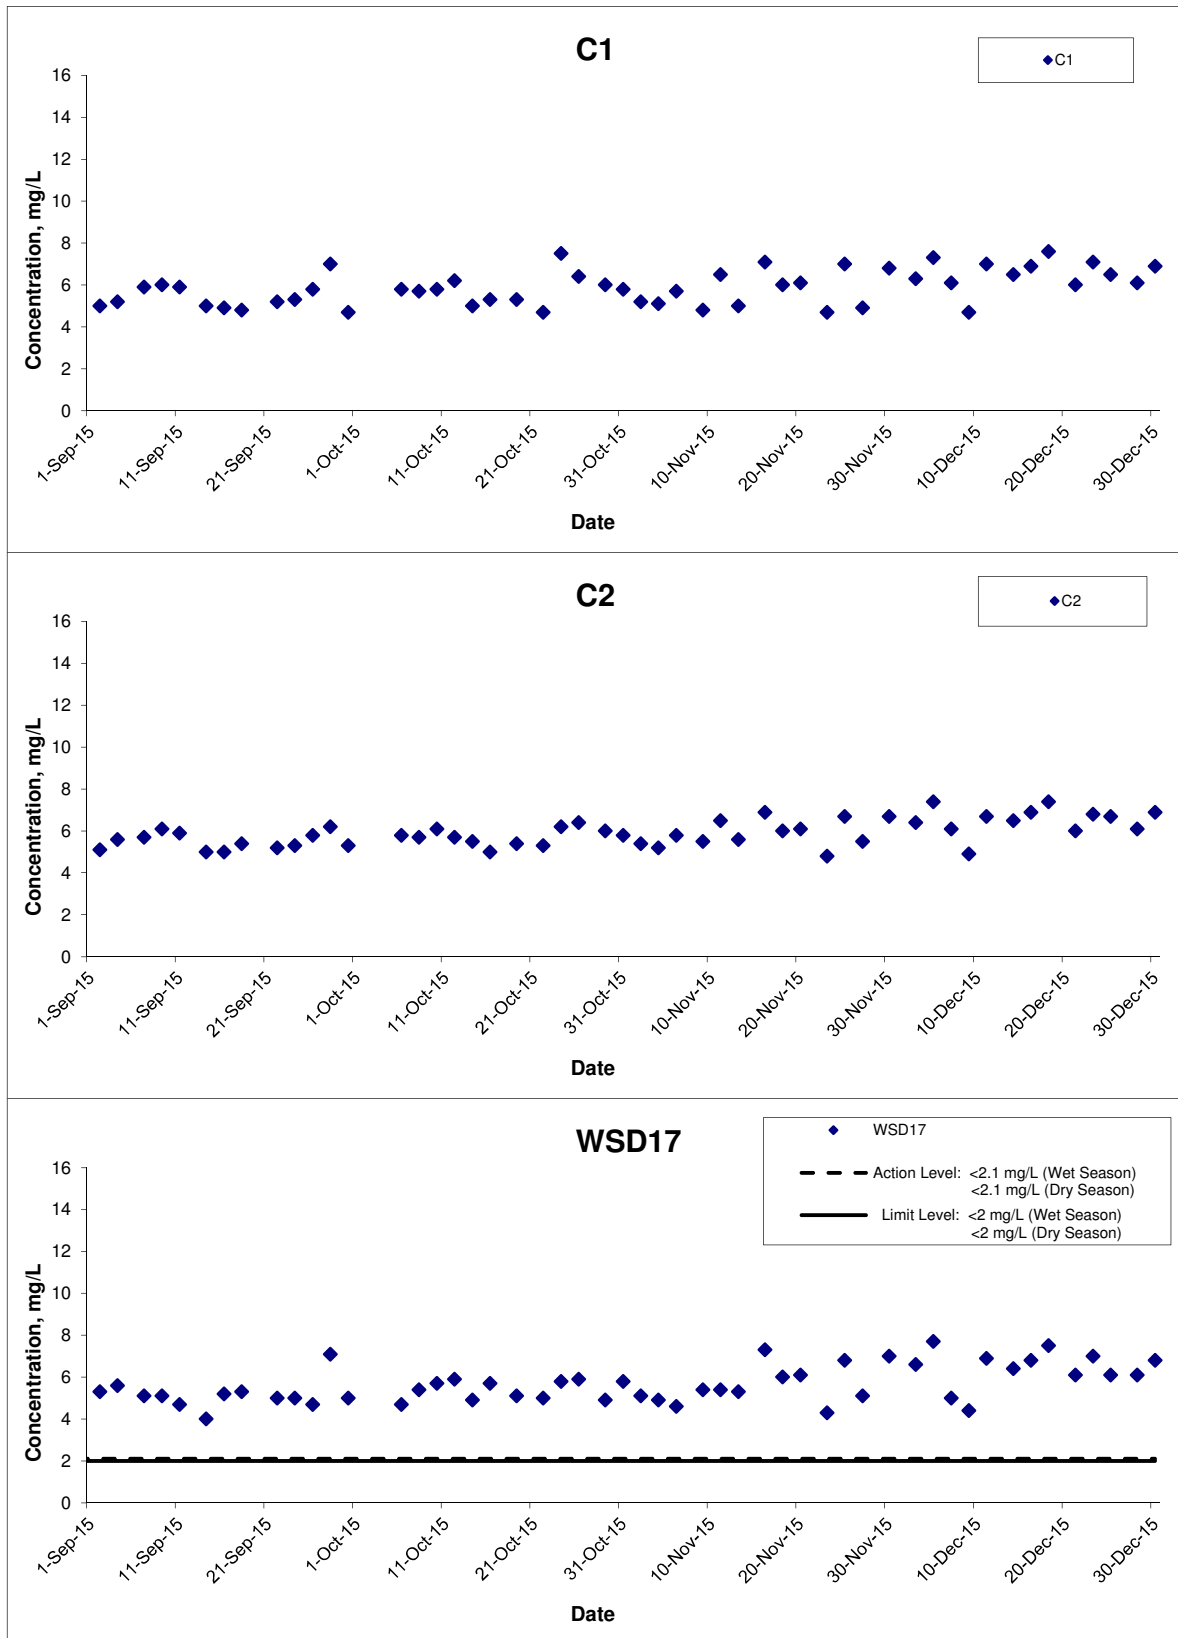 C1
C1
16
14
12
10
8
6
4
2
0
Concentration, mg/L
1-Sep-15
11-Sep-15
21-Sep-15
1-Oct-15
11-Oct-15
21-Oct-15
31-Oct-15
10-Nov-15
20-Nov-15
30-Nov-15
10-Dec-15
20-Dec-15
30-Dec-15
Date
C2
C2
16
14
12
10
8
6
4
2
0
Concentration, mg/L
1-Sep-15
11-Sep-15
21-Sep-15
1-Oct-15
11-Oct-15
21-Oct-15
31-Oct-15
10-Nov-15
20-Nov-15
30-Nov-15
10-Dec-15
20-Dec-15
30-Dec-15
Date
WSD17
WSD17
Action Level: <2.1 mg/L (Wet Season)
<2.1 mg/L (Dry Season)
Limit Level: <2 mg/L (Wet Season)
<2 mg/L (Dry Season)
16
14
12
10
8
6
4
2
0
Concentration, mg/L
1-Sep-15
11-Sep-15
21-Sep-15
1-Oct-15
11-Oct-15
21-Oct-15
31-Oct-15
10-Nov-15
20-Nov-15
30-Nov-15
10-Dec-15
20-Dec-15
30-Dec-15
Date